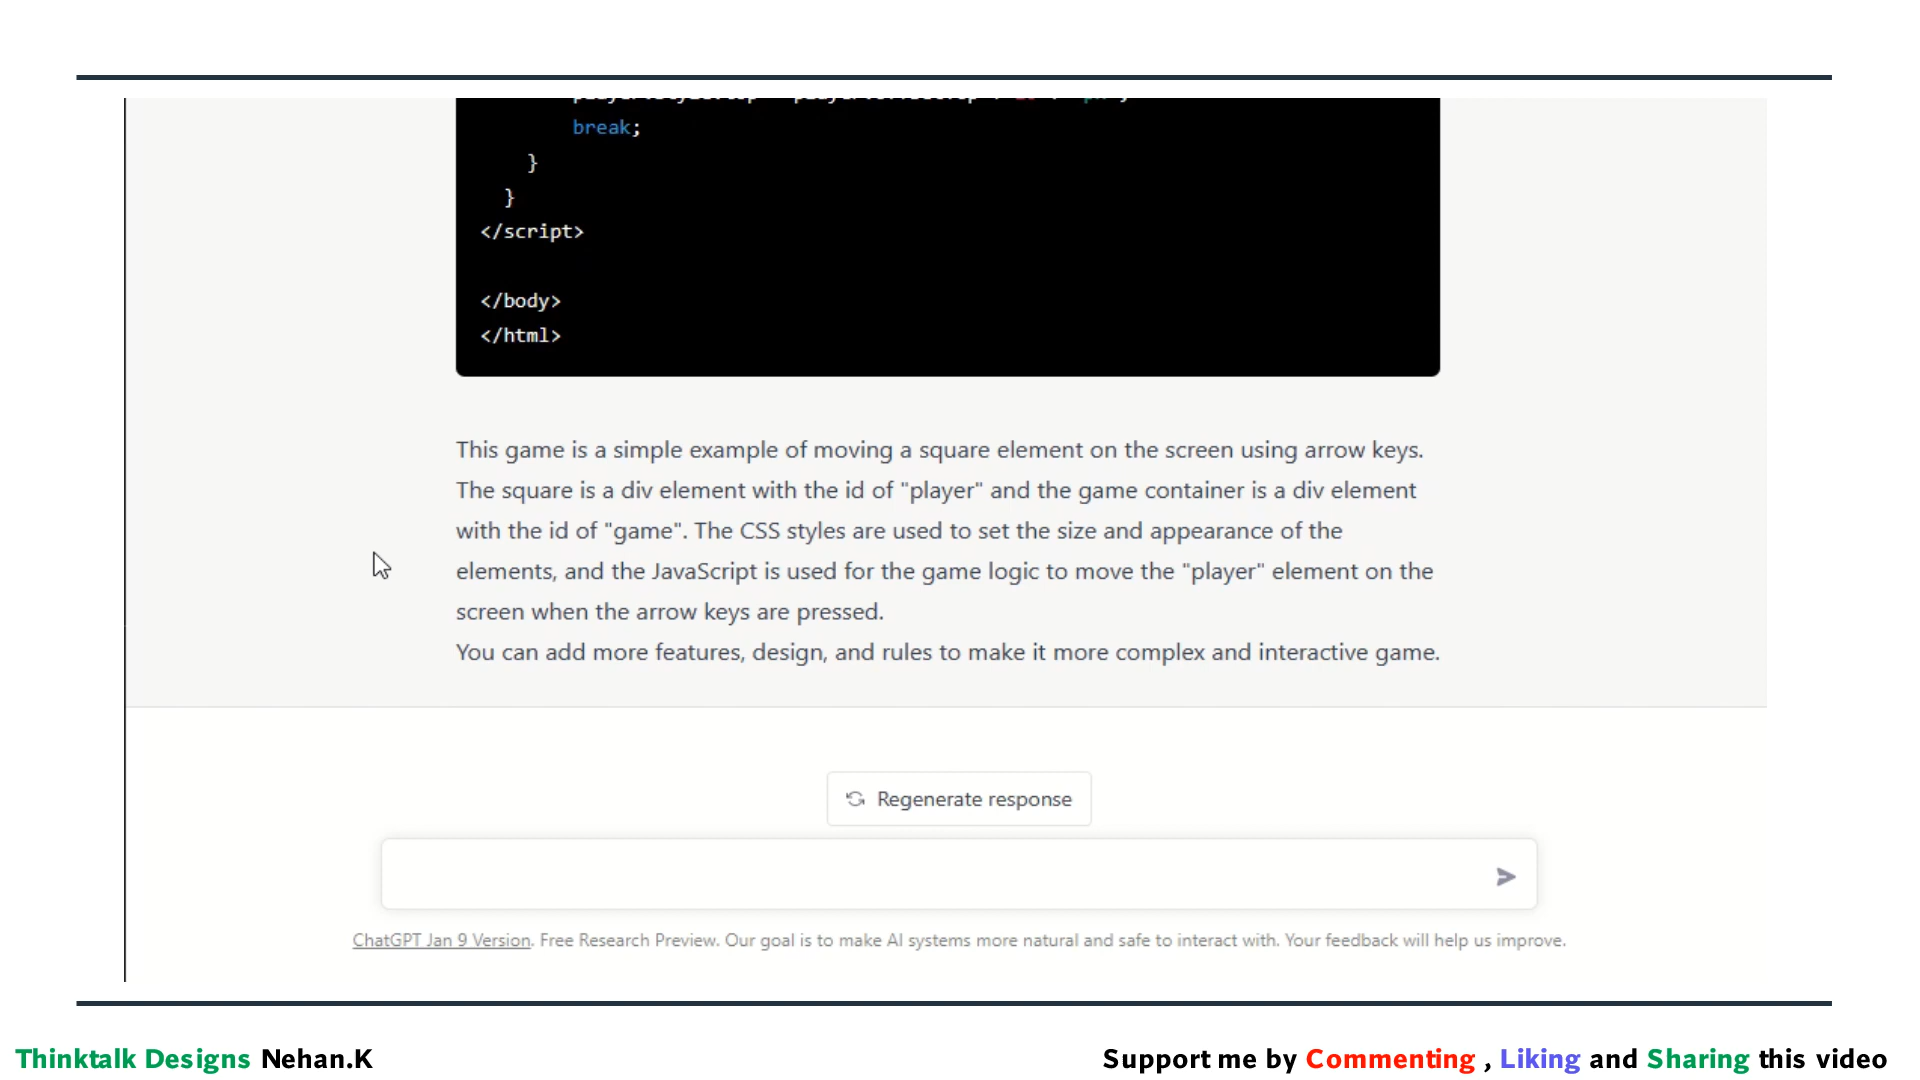 break;
}
}
</script>
</body>
</html>
This game is a simple example of moving a square element on the screen using arrow keys.
The square is a div element with the id of "player" and the game container is a div element
with the id of "game". The CSS styles are used to set the size and appearance of the
elements, and the JavaScript is used for the game logic to move the "player" element on the
screen when the arrow keys are pressed.
You can add more features, design, and rules to make it more complex and interactive game.
Regenerate response
ChatGPT Jan 9 Version. Free Research Preview. Our goal is to make AI systems more natural and safe to interact with. Your feedback will help us improve.
Thinktalk Designs Nehan.K
Support me by Commenting , Liking and Sharing this video